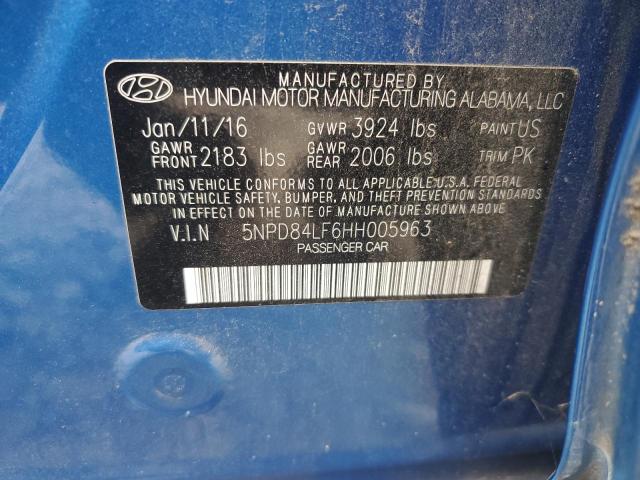 MANUFACTURED BY
HYUNDAI MOTOR MANUFACTURING ALABAMA, LLC
Jan/11/16 GVWR 3924 lbs PAINT US
GAWR FRONT 2183 lbs GAWR REAR 2006 lbs TRIM PK
THIS VEHICLE CONFORMS TO ALL APPLICABLE U.S.A. FEDERAL
MOTOR VEHICLE SAFETY, BUMPER, AND THEFT PREVENTION
STANDARDS IN EFFECT ON THE DATE OF MANUFACTURE
SHOWN ABOVE.
V.I.N 5NPD84LF6HH005963
PASSENGER CAR